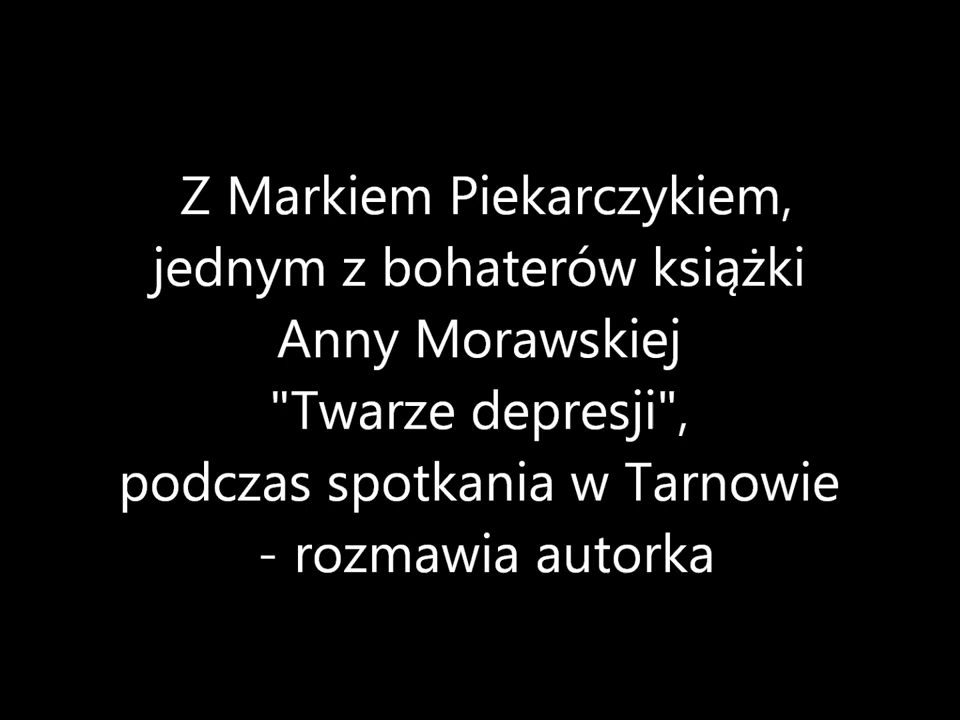 Z Markiem Piekarczykiem,
jednym z bohaterów książki
Anny Morawskiej
"Twarze depresji",
podczas spotkania w Tarnowie
- rozmawia autorka